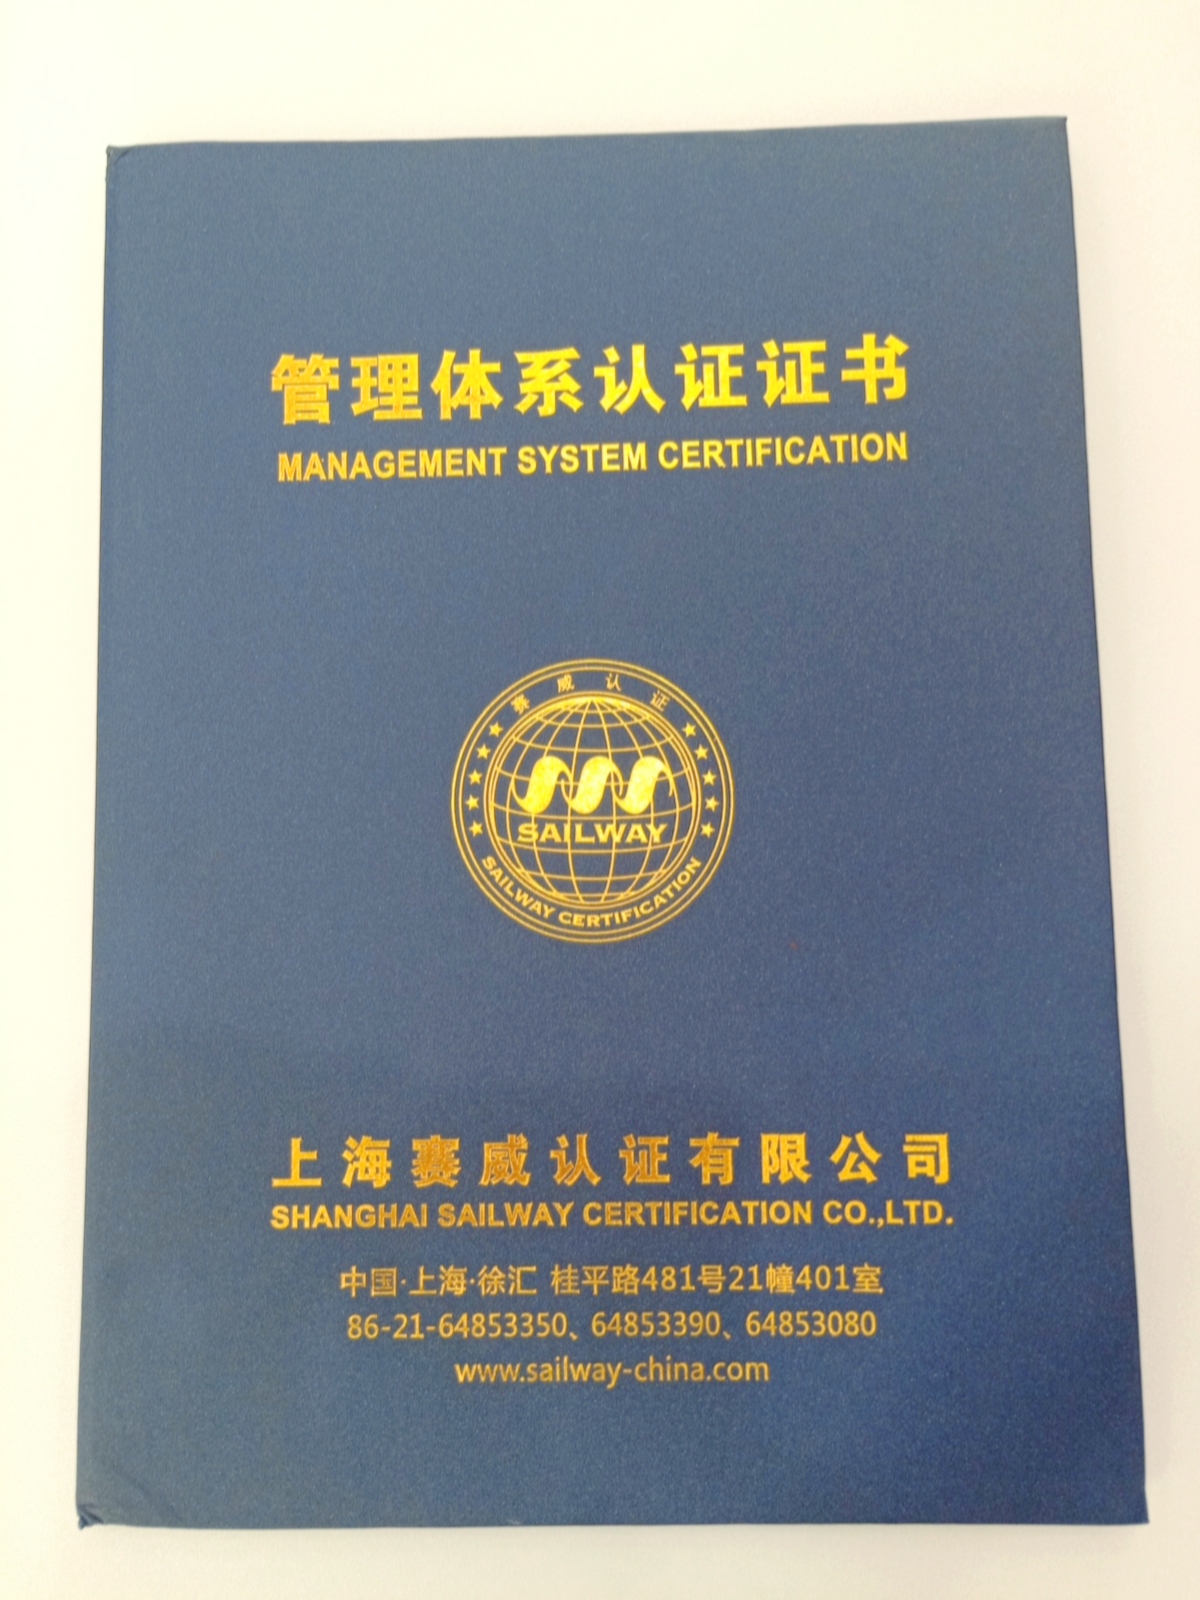 管理体系认证证书
MANAGEMENT SYSTEM CERTIFICATION
赛威认证
SAILWAY
SAILWAY CERTIFICATION
上海赛威认证有限公司
SHANGHAI SAILWAY CERTIFICATION CO.,LTD.
中国·上海·徐汇 桂平路481号21幢401室
86-21-64853350、64853390、64853080
www.sailway-china.com